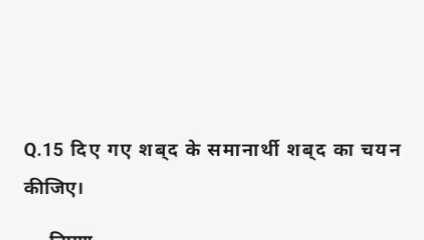 Q.15 दिए गए शब्द के समानार्थी शब्द का चयन
कीजिए।